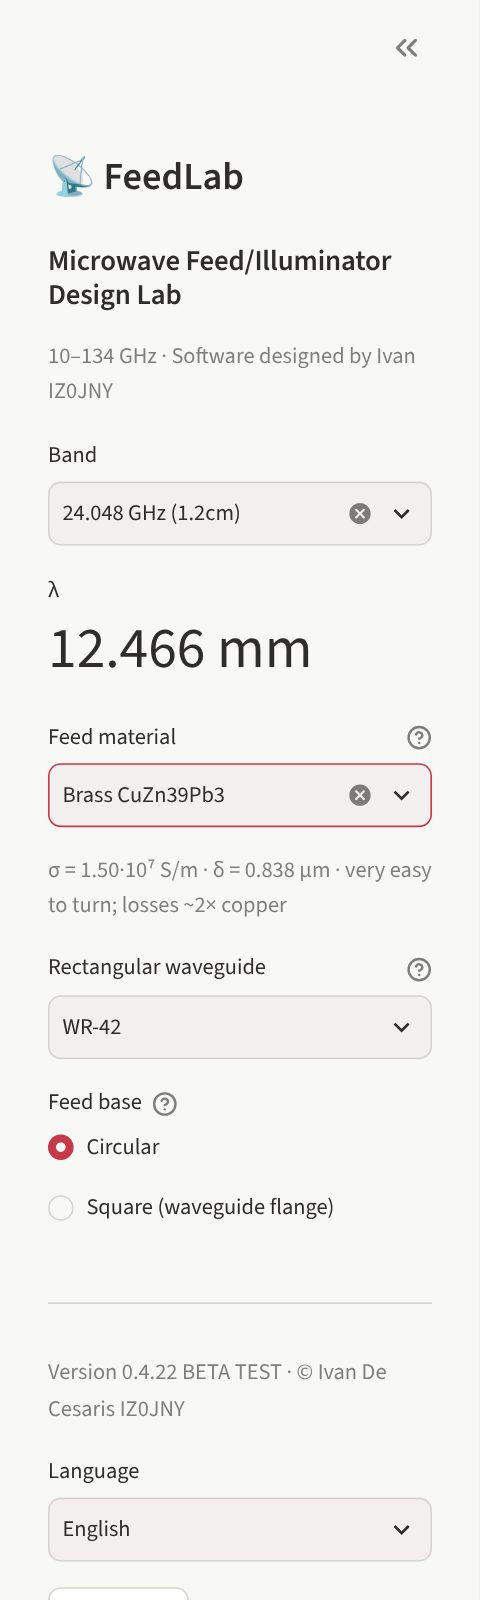 FeedLab
Microwave Feed/Illuminator
Design Lab
10–134 GHz · Software designed by Ivan
IZ0JNY
Band
24.048 GHz (1.2cm)
λ
12.466 mm
Feed material
Brass CuZn39Pb3
σ = 1.50·10⁷ S/m · δ = 0.838 µm · very easy
to turn; losses ~2× copper
Rectangular waveguide
WR-42
Feed base
Circular
Square (waveguide flange)
Version 0.4.22 BETA TEST · © Ivan De
Cesaris IZ0JNY
Language
English